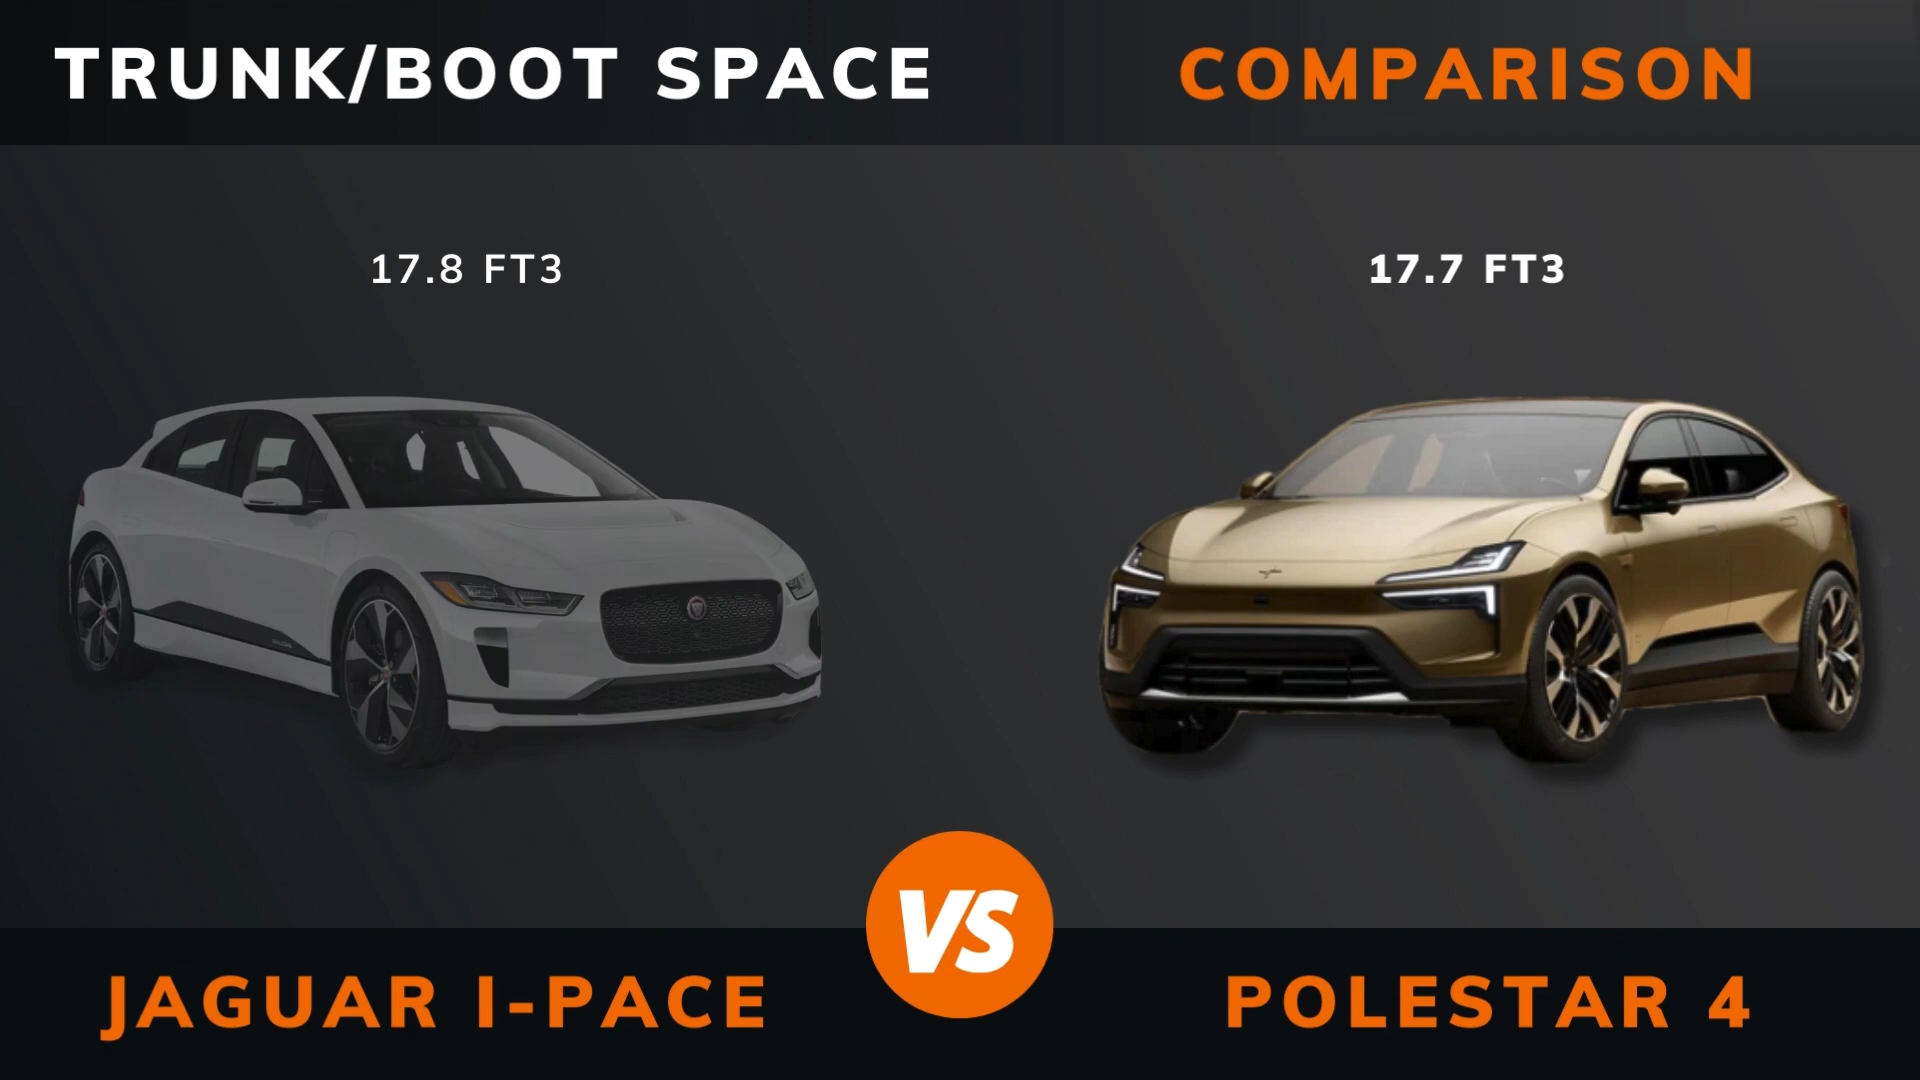 TRUNK/BOOT SPACE COMPARISON
17.8 FT3
17.7 FT3
VS
JAGUAR I-PACE
POLESTAR 4